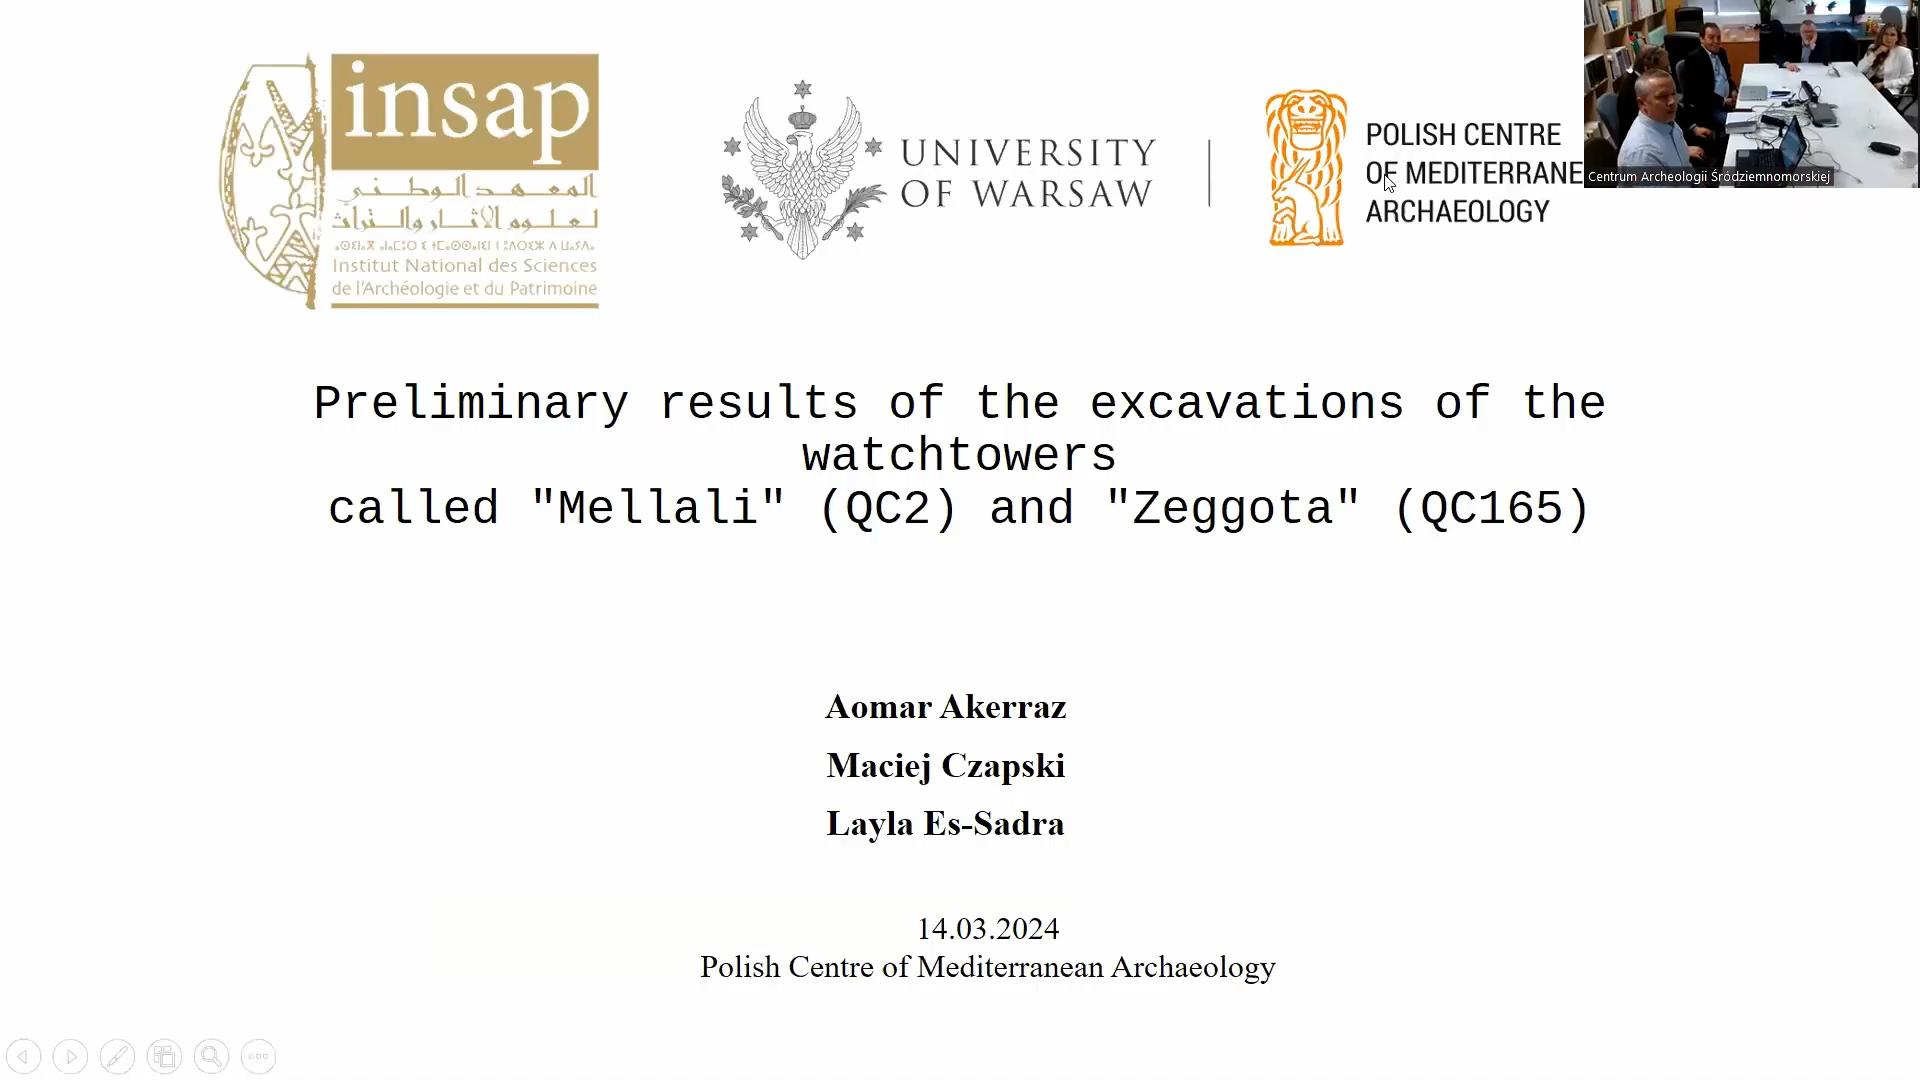 insap
المعهد الوطني
لعلوم الآثار والتراث
Institut National des Sciences
de l'Archéologie et du Patrimoine
UNIVERSITY
OF WARSAW
POLISH CENTRE
OF MEDITERRANE
ARCHAEOLOGY
Centrum Archeologii Śródziemnomorskiej
Preliminary results of the excavations of the
watchtowers
called "Mellali" (QC2) and "Zeggota" (QC165)
Aomar Akerraz
Maciej Czapski
Layla Es-Sadra
14.03.2024
Polish Centre of Mediterranean Archaeology